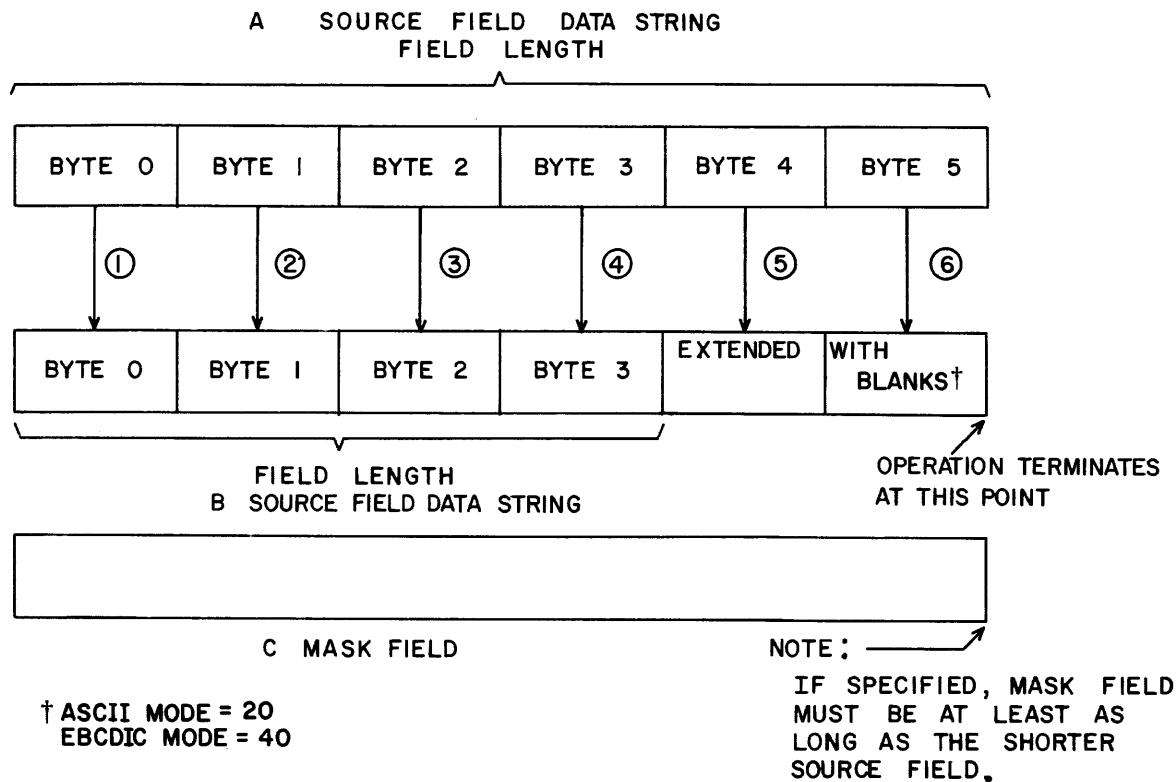 A SOURCE FIELD DATA STRING
FIELD LENGTH
BYTE 0 BYTE 1 BYTE 2 BYTE 3 BYTE 4 BYTE 5
① ② ③ ④ ⑤ ⑥
BYTE 0 BYTE 1 BYTE 2 BYTE 3 EXTENDED WITH
BLANKS†
FIELD LENGTH
B SOURCE FIELD DATA STRING
OPERATION TERMINATES
AT THIS POINT
C MASK FIELD
NOTE:
IF SPECIFIED, MASK FIELD
MUST BE AT LEAST AS
LONG AS THE SHORTER
SOURCE FIELD.
† ASCII MODE = 20
EBCDIC MODE = 40